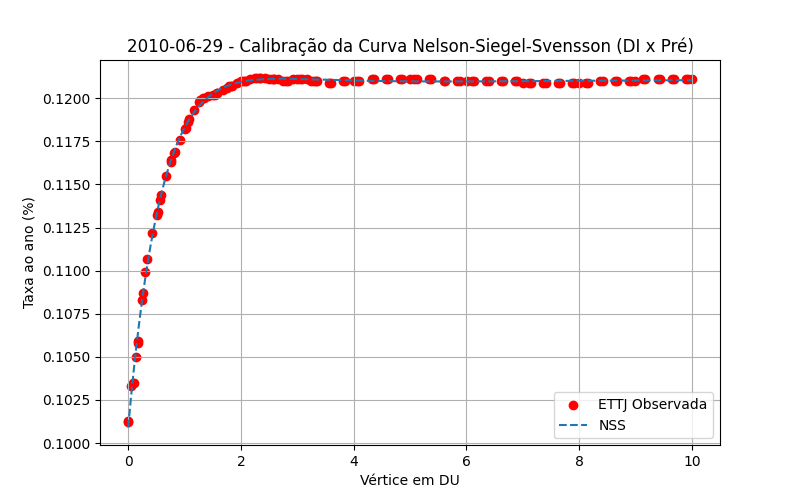 2010-06-29 - Calibração da Curva Nelson-Siegel-Svensson (DI x Pré)
Taxa ao ano (%)
0.1200
0.1175
0.1150
0.1125
0.1100
0.1075
0.1050
0.1025
0.1000
ETTJ Observada
NSS
0 2 4 6 8 10
Vértice em DU